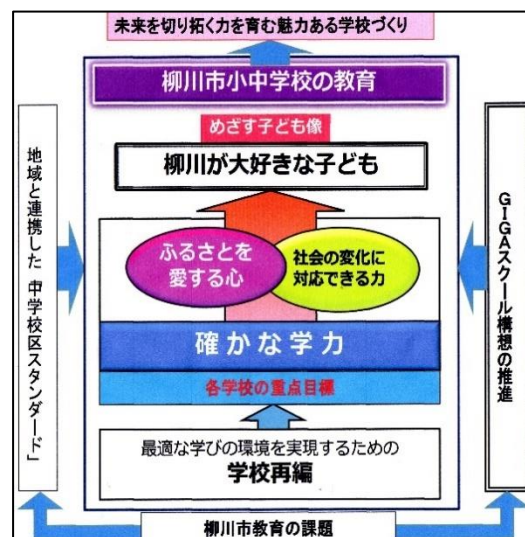 未来を切り拓く力を育む魅力ある学校づくり
柳川市小中学校の教育
めざす子ども像
柳川が大好きな子ども
ふるさとを
愛する心
社会の変化に
対応できる力
確かな学力
各学校の重点目標
最適な学びの環境を実現するための
学校再編
地域と連携した「中学校区スタンダード」
GIGAスクール構想の推進
柳川市教育の課題